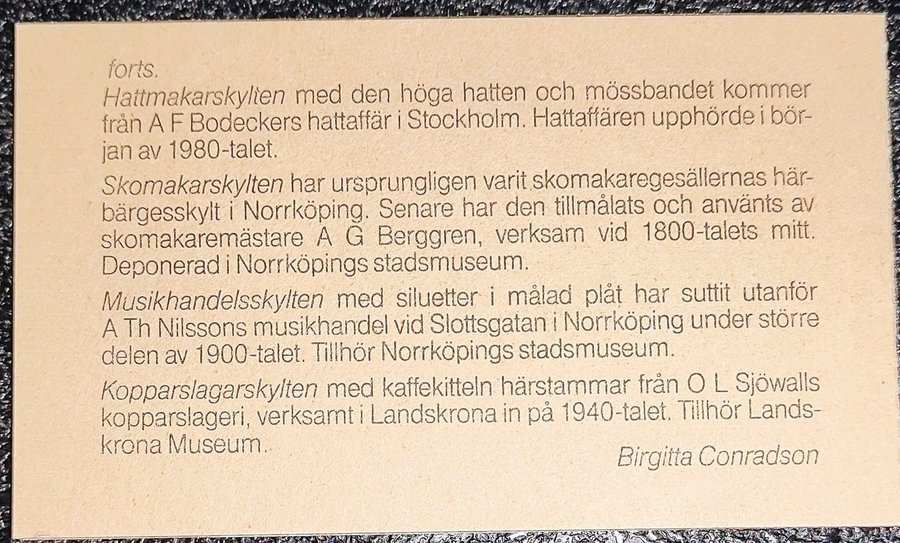 forts.
Hattmakarskylten med den höga hatten och mössbandet kommer
från A F Bodeckers hattaffär i Stockholm. Hattaffären upphörde i bör-
jan av 1980-talet.
Skomakarskylten har ursprungligen varit skomakaregesällernas här-
bärgesskylt i Norrköping. Senare har den tillmålats och använts av
skomakaremästare A G Berggren, verksam vid 1800-talets mitt.
Deponerad i Norrköpings stadsmuseum.
Musikhandelsskylten med siluetter i målad plåt har suttit utanför
A Th Nilssons musikhandel vid Slottsgatan i Norrköping under större
delen av 1900-talet. Tillhör Norrköpings stadsmuseum.
Kopparslagarskylten med kaffekitteln härstammar från O L Sjöwalls
kopparslageri, verksamt i Landskrona in på 1940-talet. Tillhör Lands-
krona Museum.
Birgitta Conradson